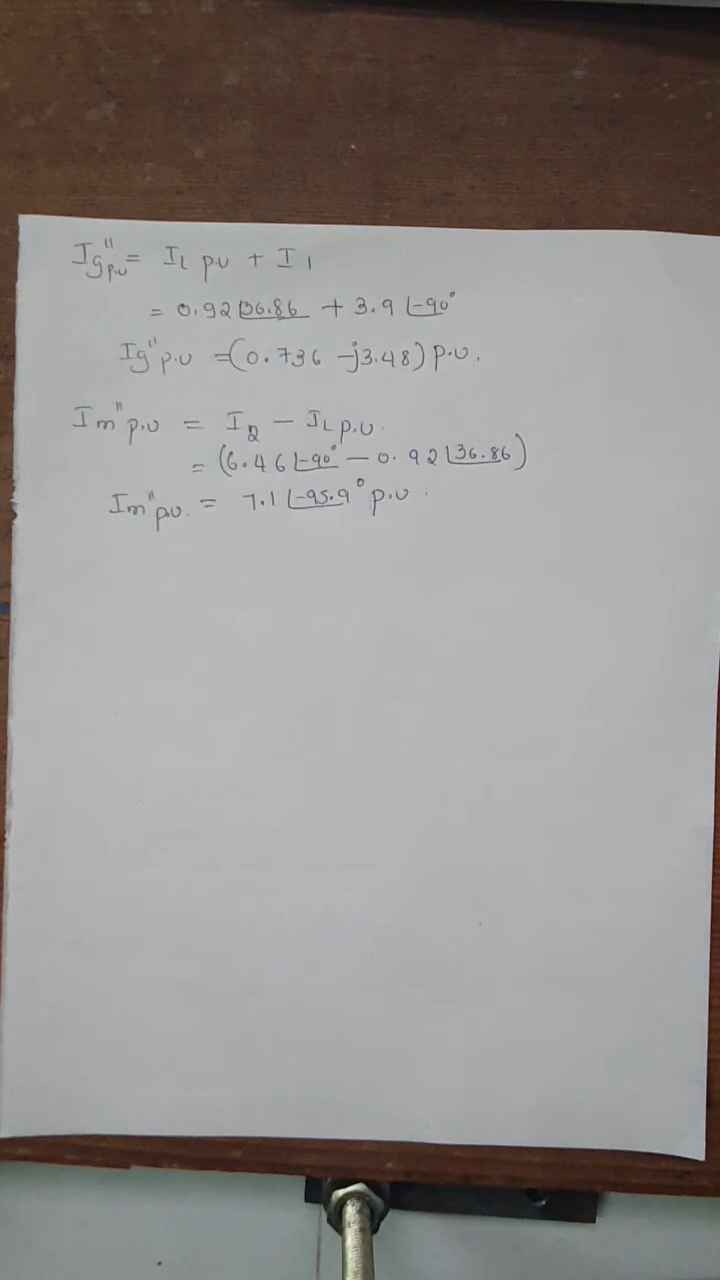 Ig"p.u = IL p.u + I1
= 0.92∠36.86 + 3.9∠-90°
Ig"p.u = (0.736 - j3.48) p.u.
Im"p.u = I2 - IL p.u.
= (6.46∠-90° - 0.92∠36.86)
Im"p.u. = 7.1∠-95.9° p.u.